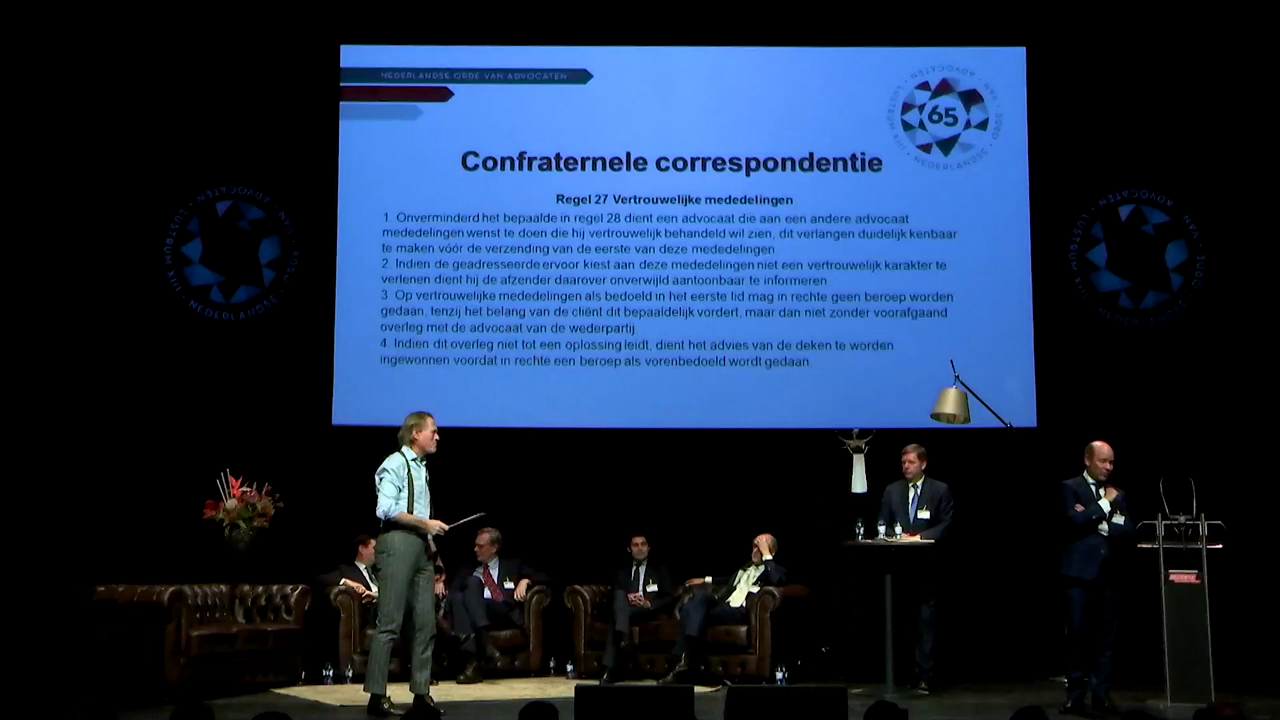 NEDERLANDSE ORDE VAN ADVOCATEN
65
Confraternele correspondentie
Regel 27 Vertrouwelijke mededelingen
1. Onverminderd het bepaalde in regel 28 dient een advocaat die aan een andere advocaat
mededelingen wenst te doen die hij vertrouwelijk behandeld wil zien, dit verlangen duidelijk kenbaar
te maken vóór de verzending van de eerste van deze mededelingen.
2. Indien de geadresseerde ervoor kiest aan deze mededelingen niet een vertrouwelijk karakter te
verlenen dient hij de afzender daarover onverwijld aantoonbaar te informeren.
3. Op vertrouwelijke mededelingen als bedoeld in het eerste lid mag in rechte geen beroep worden
gedaan, tenzij het belang van de cliënt dit bepaaldelijk vordert, maar dan niet zonder voorafgaand
overleg met de advocaat van de wederpartij.
4. Indien dit overleg niet tot een oplossing leidt, dient het advies van de deken te worden
ingewonnen voordat in rechte een beroep als vorenbedoeld wordt gedaan.